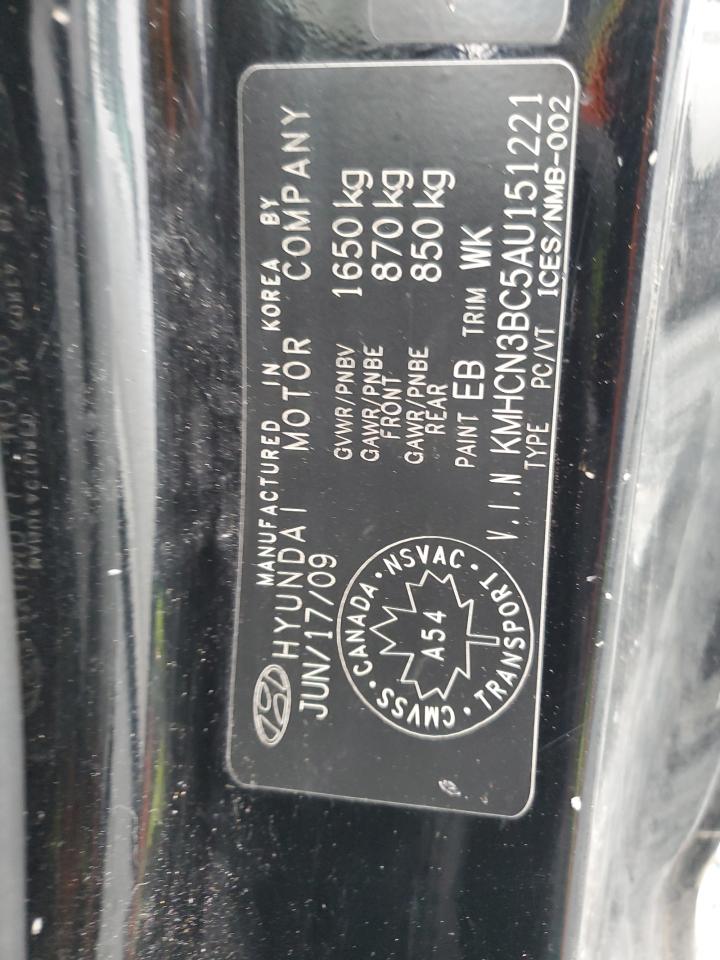 MANUFACTURED IN KOREA BY
HYUNDAI MOTOR COMPANY
JUN/17/09
GVWR/PNBV 1650 kg
GAWR/PNBE FRONT 870 kg
GAWR/PNBE REAR 850 kg
PAINT EB TRIM WK
V.I.N KMHCN3BC5AU151221
TYPE PC/VT ICES/NMB-002
CMVSS · CANADA · NSVAC · TRANSPORT ·
A54